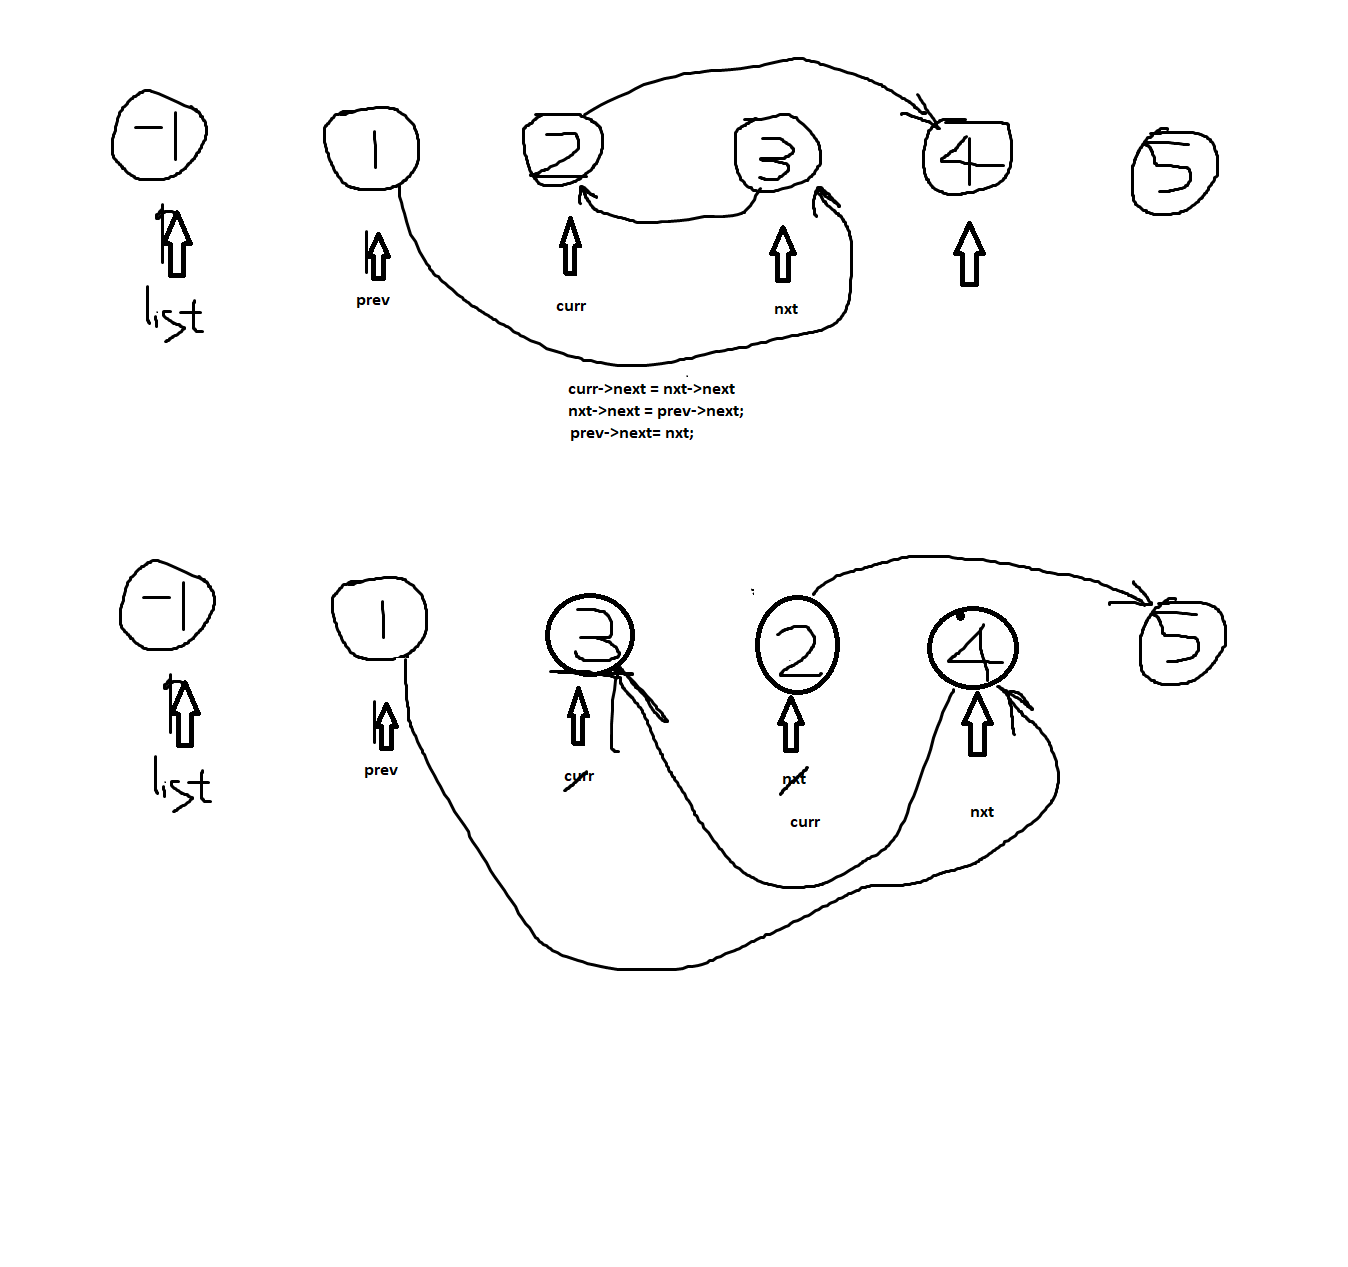 -1 1 2 3 4 5
list prev curr nxt
curr->next = nxt->next
nxt->next = prev->next;
prev->next= nxt;
-1 1 3 2 4 5
list prev curr nxt
curr nxt